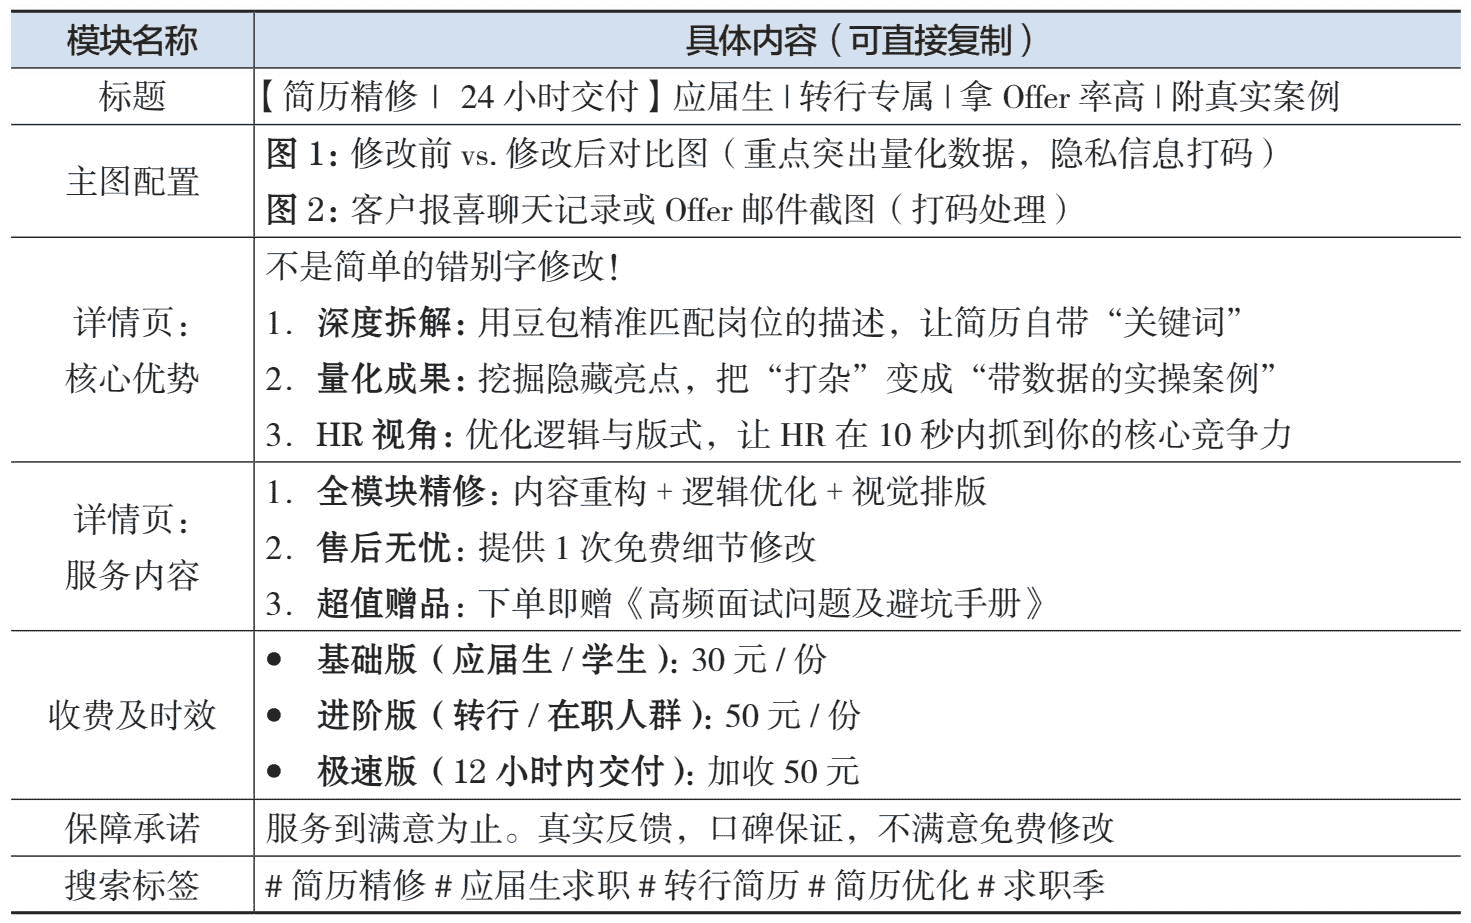 模块名称 具体内容（可直接复制）
标题 【简历精修 | 24 小时交付】应届生 | 转行专属 | 拿 Offer 率高 | 附真实案例
主图配置
图 1：修改前 vs. 修改后对比图（重点突出量化数据，隐私信息打码）
图 2：客户报喜聊天记录或 Offer 邮件截图（打码处理）
详情页：
核心优势
不是简单的错别字修改！
1. 深度拆解：用豆包精准匹配岗位的描述，让简历自带“关键词”
2. 量化成果：挖掘隐藏亮点，把“打杂”变成“带数据的实操案例”
3. HR 视角：优化逻辑与版式，让 HR 在 10 秒内抓到你的核心竞争力
详情页：
服务内容
1. 全模块精修：内容重构 + 逻辑优化 + 视觉排版
2. 售后无忧：提供 1 次免费细节修改
3. 超值赠品：下单即赠《高频面试问题及避坑手册》
收费及时效
● 基础版（应届生 / 学生）：30 元 / 份
● 进阶版（转行 / 在职人群）：50 元 / 份
● 极速版（12 小时内交付）：加收 50 元
保障承诺 服务到满意为止。真实反馈，口碑保证，不满意免费修改
搜索标签 # 简历精修 # 应届生求职 # 转行简历 # 简历优化 # 求职季